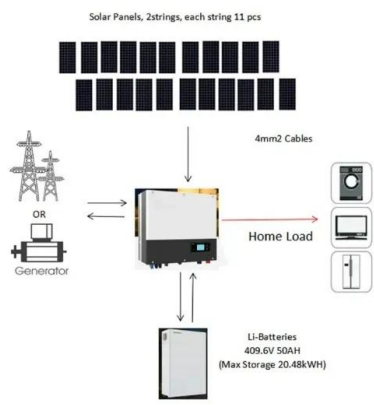 Solar Panels, 2strings, each string 11 pcs
4mm2 Cables
OR
Generator
Home Load
Li-Batteries
409.6V 50AH
(Max Storage 20.48kWH)